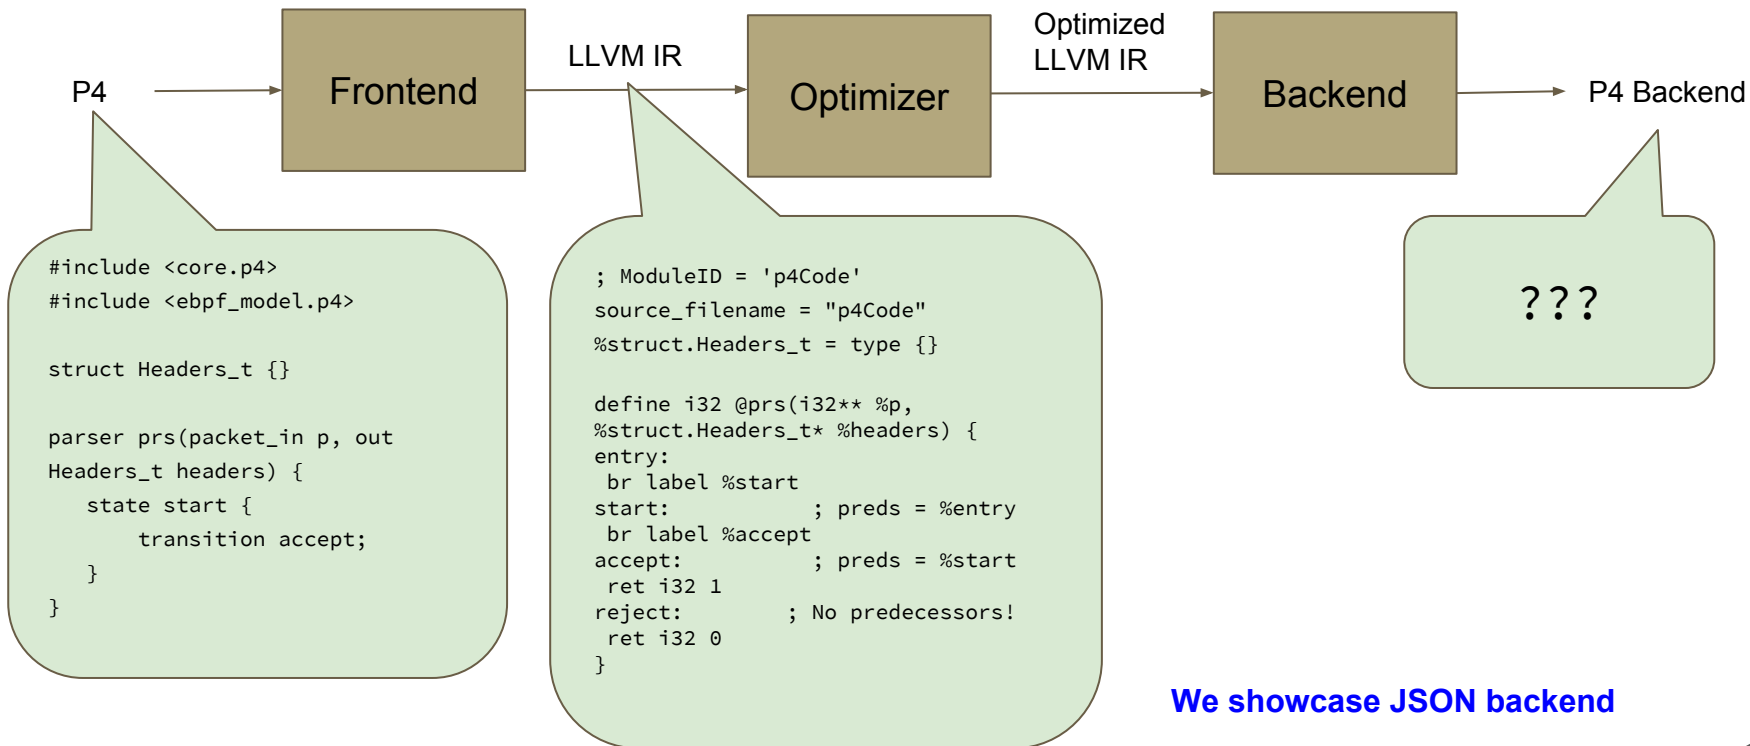 P4
Frontend
LLVM IR
Optimizer
Optimized
LLVM IR
Backend
P4 Backend
#include <core.p4>
#include <ebpf_model.p4>
struct Headers_t {}
parser prs(packet_in p, out
Headers_t headers) {
   state start {
       transition accept;
   }
}
; ModuleID = 'p4Code'
source_filename = "p4Code"
%struct.Headers_t = type {}
define i32 @prs(i32** %p,
%struct.Headers_t* %headers) {
entry:
 br label %start
start:          ; preds = %entry
 br label %accept
accept:         ; preds = %start
 ret i32 1
reject:       ; No predecessors!
 ret i32 0
}
???
We showcase JSON backend